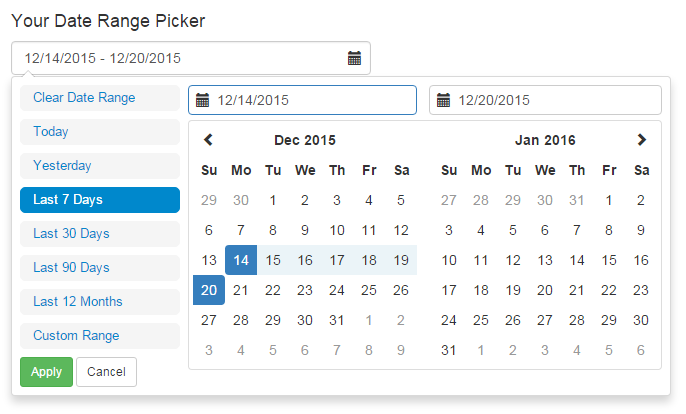 Your Date Range Picker
12/14/2015 - 12/20/2015
Clear Date Range
Today
Yesterday
Last 7 Days
Last 30 Days
Last 90 Days
Last 12 Months
Custom Range
Apply Cancel
12/14/2015
12/20/2015
Dec 2015
Su Mo Tu We Th Fr Sa
29 30 1 2 3 4 5
6 7 8 9 10 11 12
13 14 15 16 17 18 19
20 21 22 23 24 25 26
27 28 29 30 31 1 2
3 4 5 6 7 8 9
Jan 2016
Su Mo Tu We Th Fr Sa
27 28 29 30 31 1 2
3 4 5 6 7 8 9
10 11 12 13 14 15 16
17 18 19 20 21 22 23
24 25 26 27 28 29 30
31 1 2 3 4 5 6